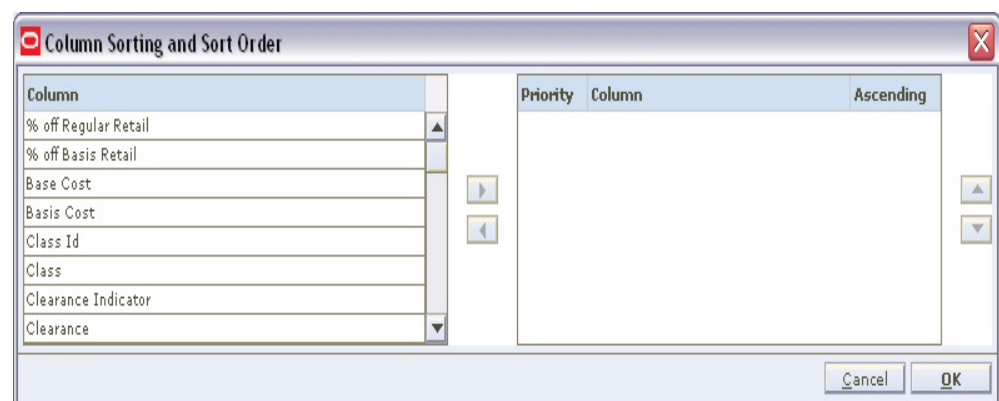 Column Sorting and Sort Order
Column
Priority Column Ascending
% off Regular Retail
% off Basis Retail
Base Cost
Basis Cost
Class Id
Class
Clearance Indicator
Clearance
Cancel OK